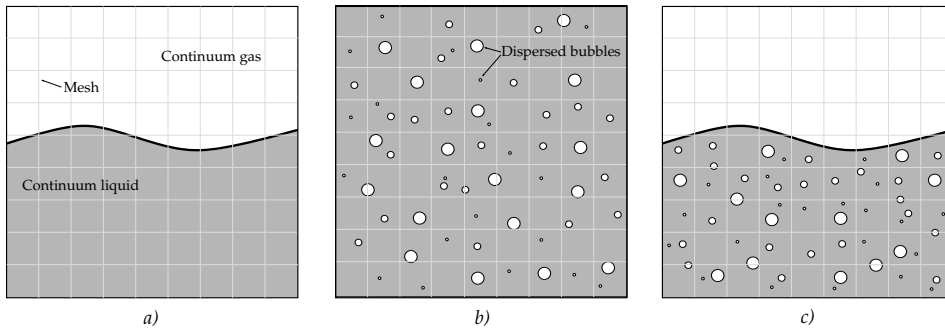 Continuum gas
Mesh
Continuum liquid
a)
Dispersed bubbles
b)
c)